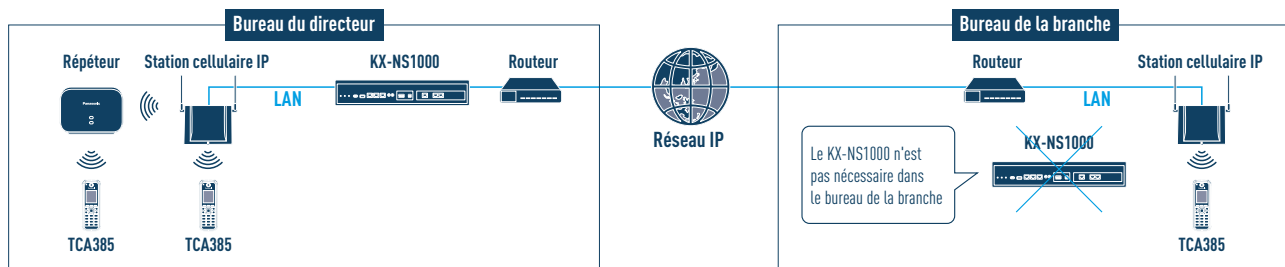 Bureau du directeur
Répéteur
Station cellulaire IP
KX-NS1000
Routeur
Panasonic
LAN
TCA385
TCA385
Réseau IP
Bureau de la branche
Routeur
Station cellulaire IP
LAN
KX-NS1000
Le KX-NS1000 n'est
pas nécessaire dans
le bureau de la branche
TCA385